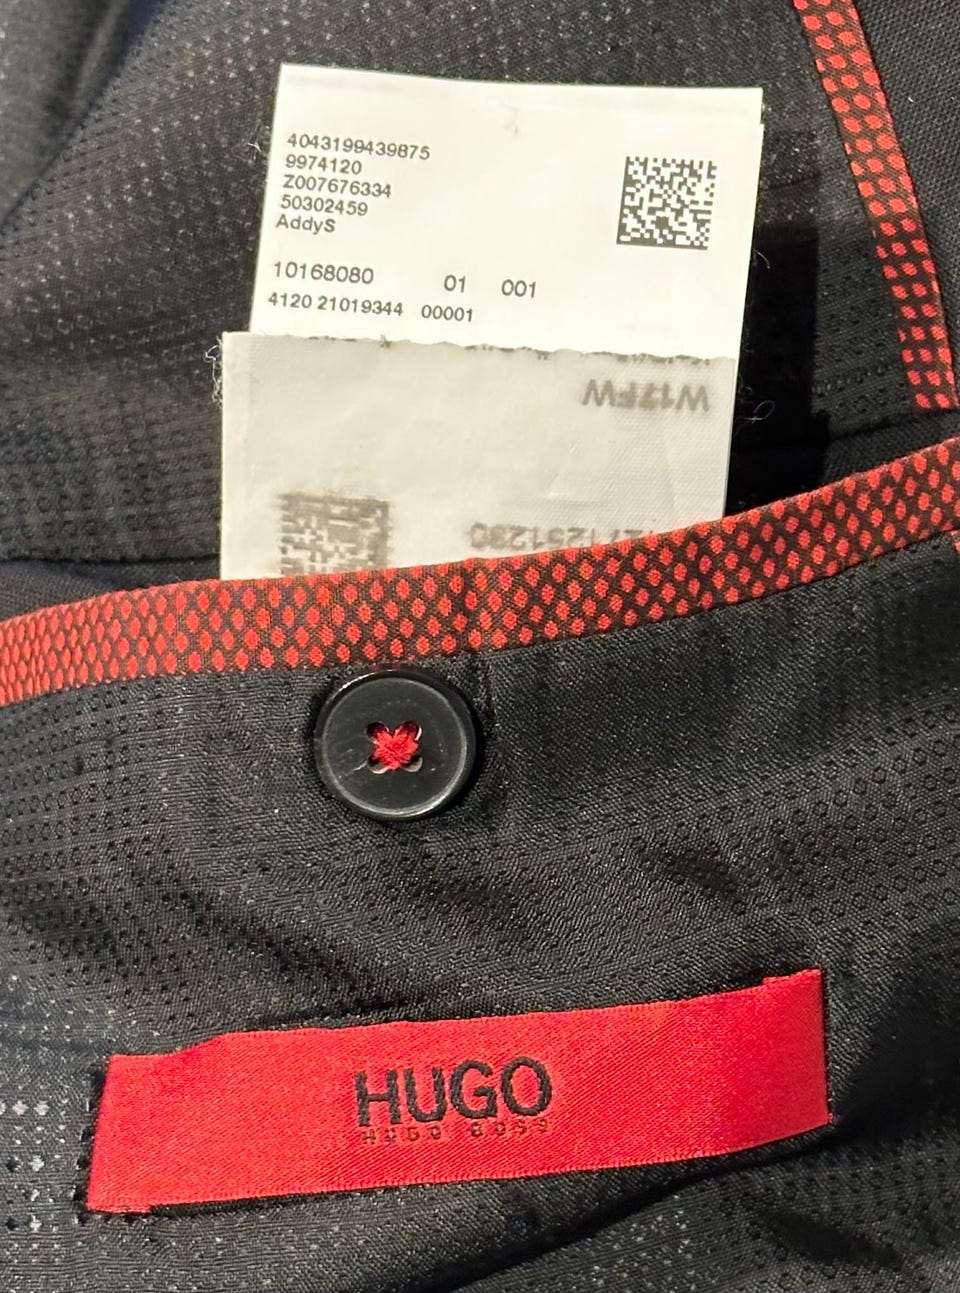 4043199439875
9974120
Z007676334
50302459
AddyS
10168080 01 001
4120 21019344 00001
W17FW
HUGO
HUGO BOSS